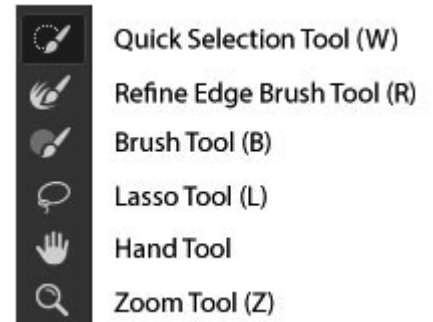 Quick Selection Tool (W)
Refine Edge Brush Tool (R)
Brush Tool (B)
Lasso Tool (L)
Hand Tool
Zoom Tool (Z)